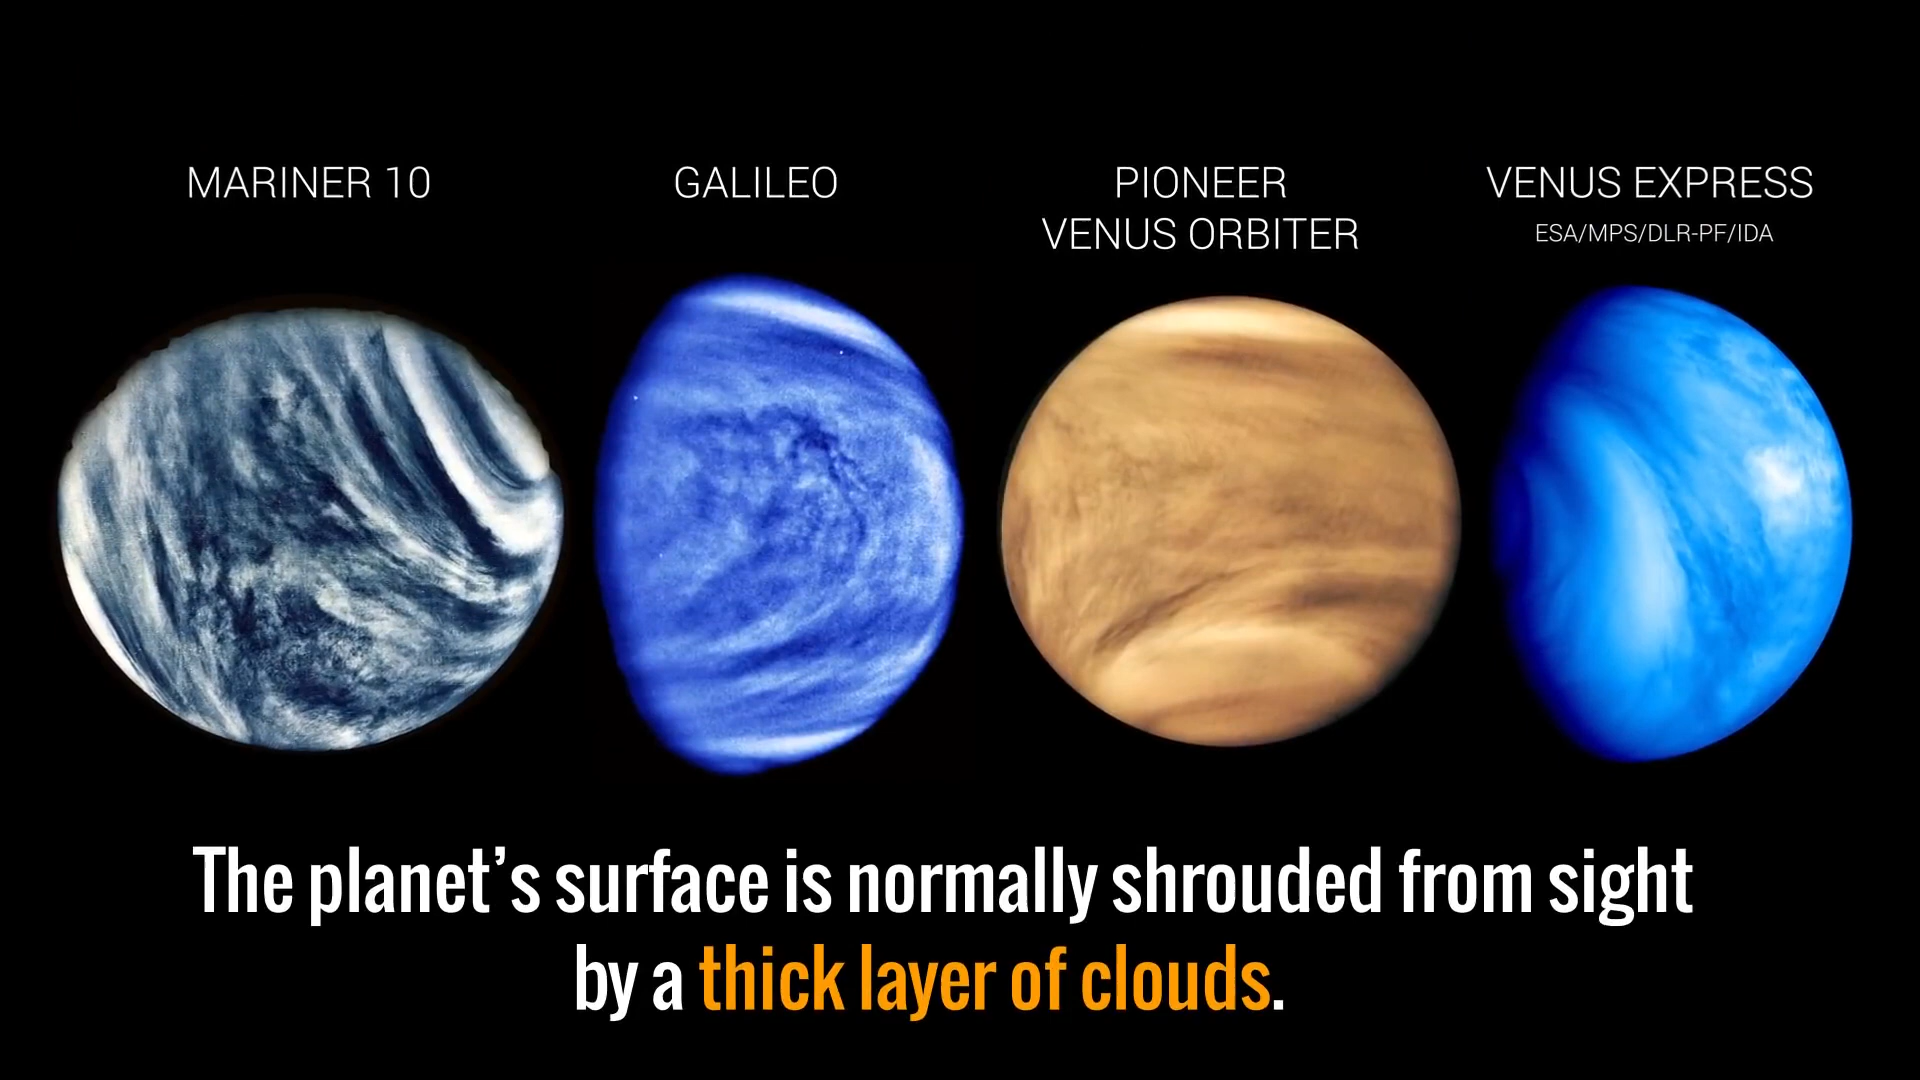 MARINER 10
GALILEO
PIONEER
VENUS ORBITER
VENUS EXPRESS
ESA/MPS/DLR-PF/IDA
The planet’s surface is normally shrouded from sight
by a thick layer of clouds.